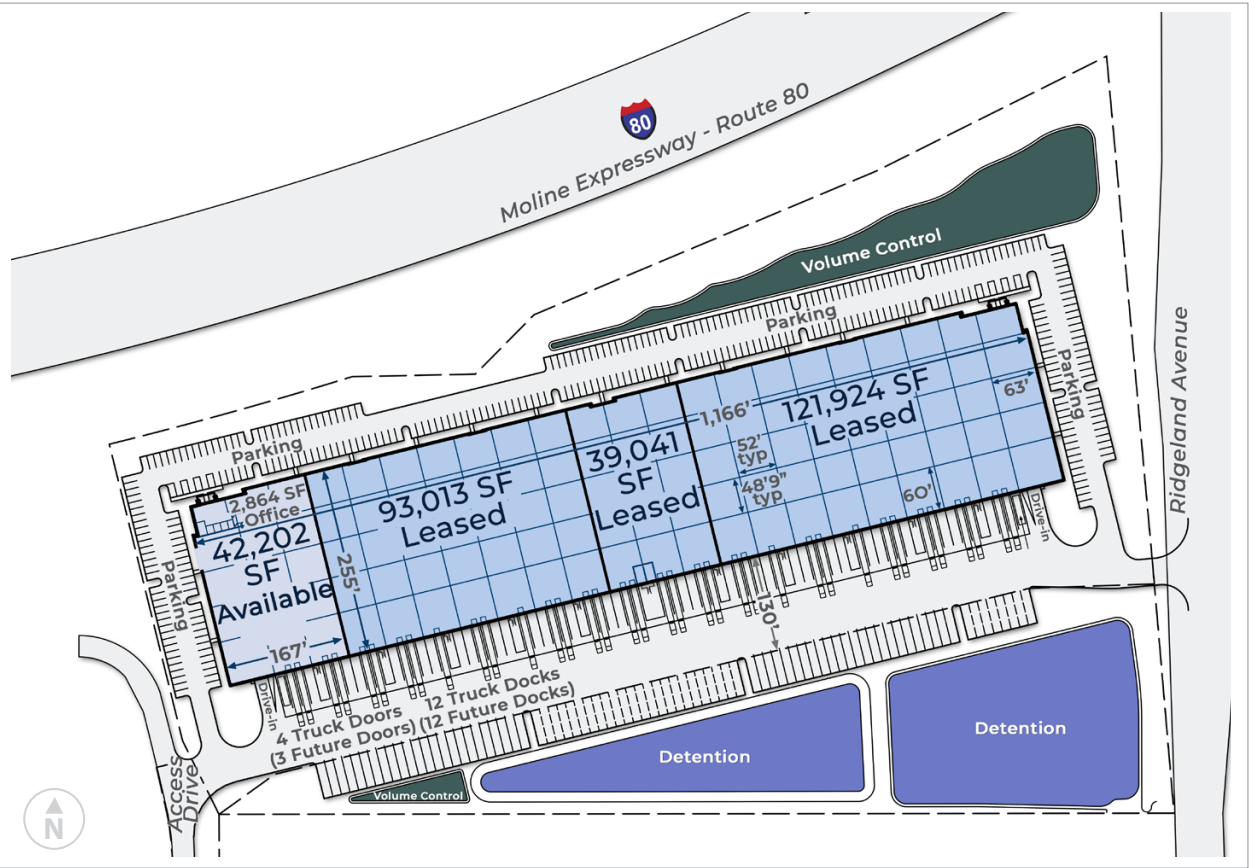 80
Moline Expressway - Route 80
Volume Control
Parking
Ridgeland Avenue
Parking
63'
1,166'
121,924 SF
Leased
52'
typ
48'9"
typ
60'
39,041
SF
Leased
93,013 SF
Leased
Parking
2,864 SF
Office
42,202
SF
Available
255'
167'
Parking
Drive-in
Drive-in
130'
4 Truck Doors
(3 Future Doors)
12 Truck Docks
(12 Future Docks)
Detention
Detention
Volume Control
Access
Drive
N